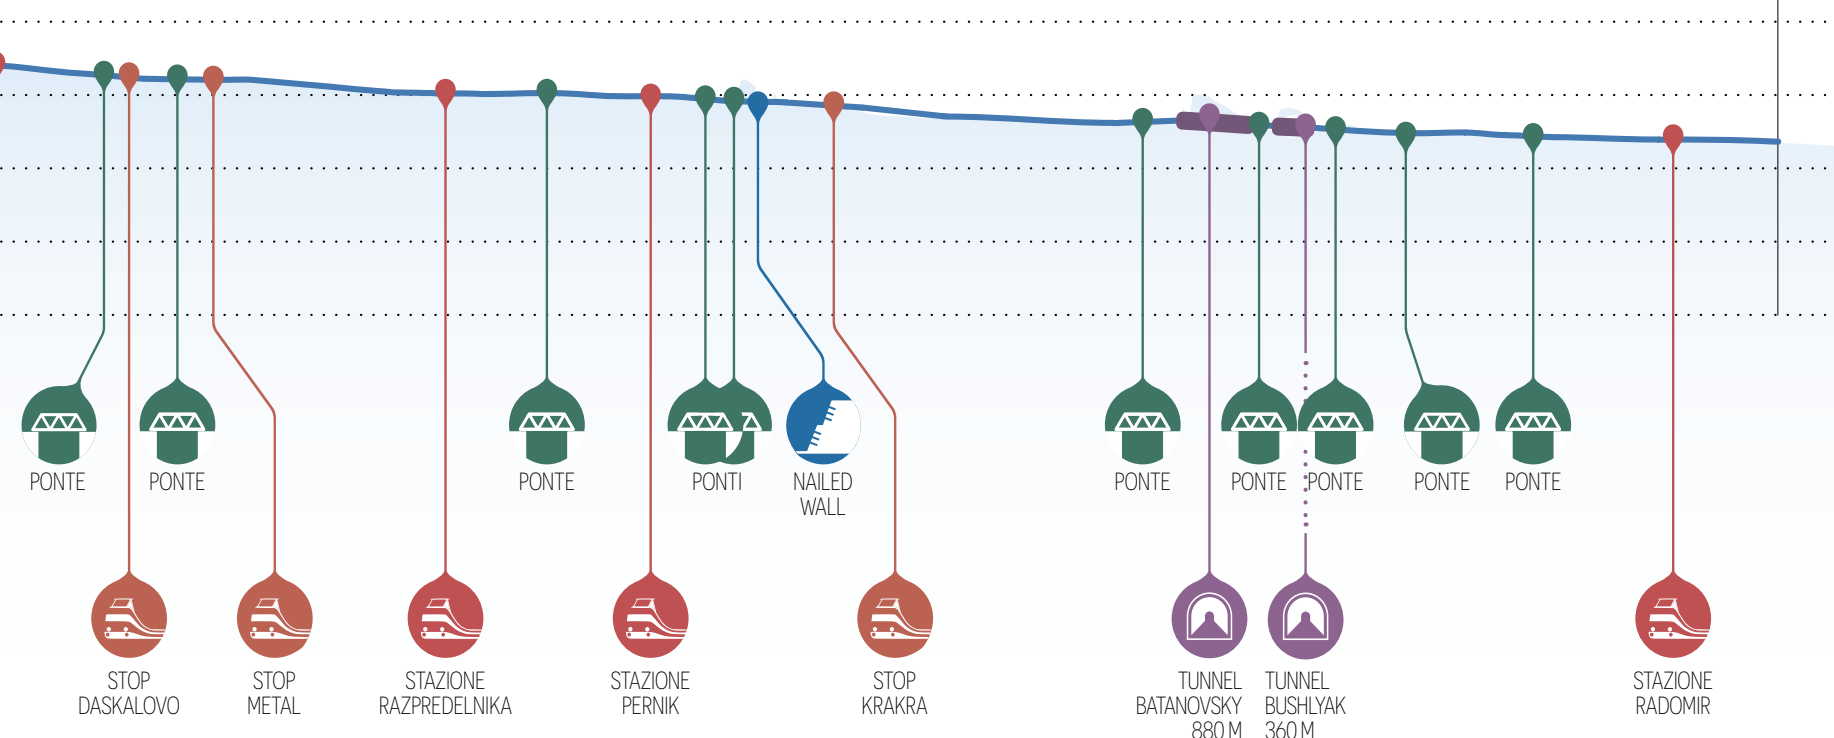 PONTE
PONTE
PONTE
PONTI
NAILED
WALL
PONTE
PONTE
PONTE
PONTE
PONTE
STOP
DASKALOVO
STOP
METAL
STAZIONE
RAZPREDELNIKA
STAZIONE
PERNIK
STOP
KRAKRA
TUNNEL
BATANOVSKY
880 M
TUNNEL
BUSHLYAK
360 M
STAZIONE
RADOMIR